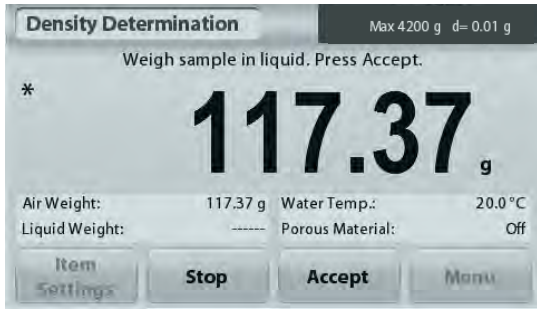 Density Determination Max 4200 g d= 0.01 g
Weigh sample in liquid. Press Accept.
*
117.37 g
Air Weight: 117.37 g Water Temp.: 20.0 °C
Liquid Weight: ------ Porous Material: Off
Item Settings Stop Accept Menu